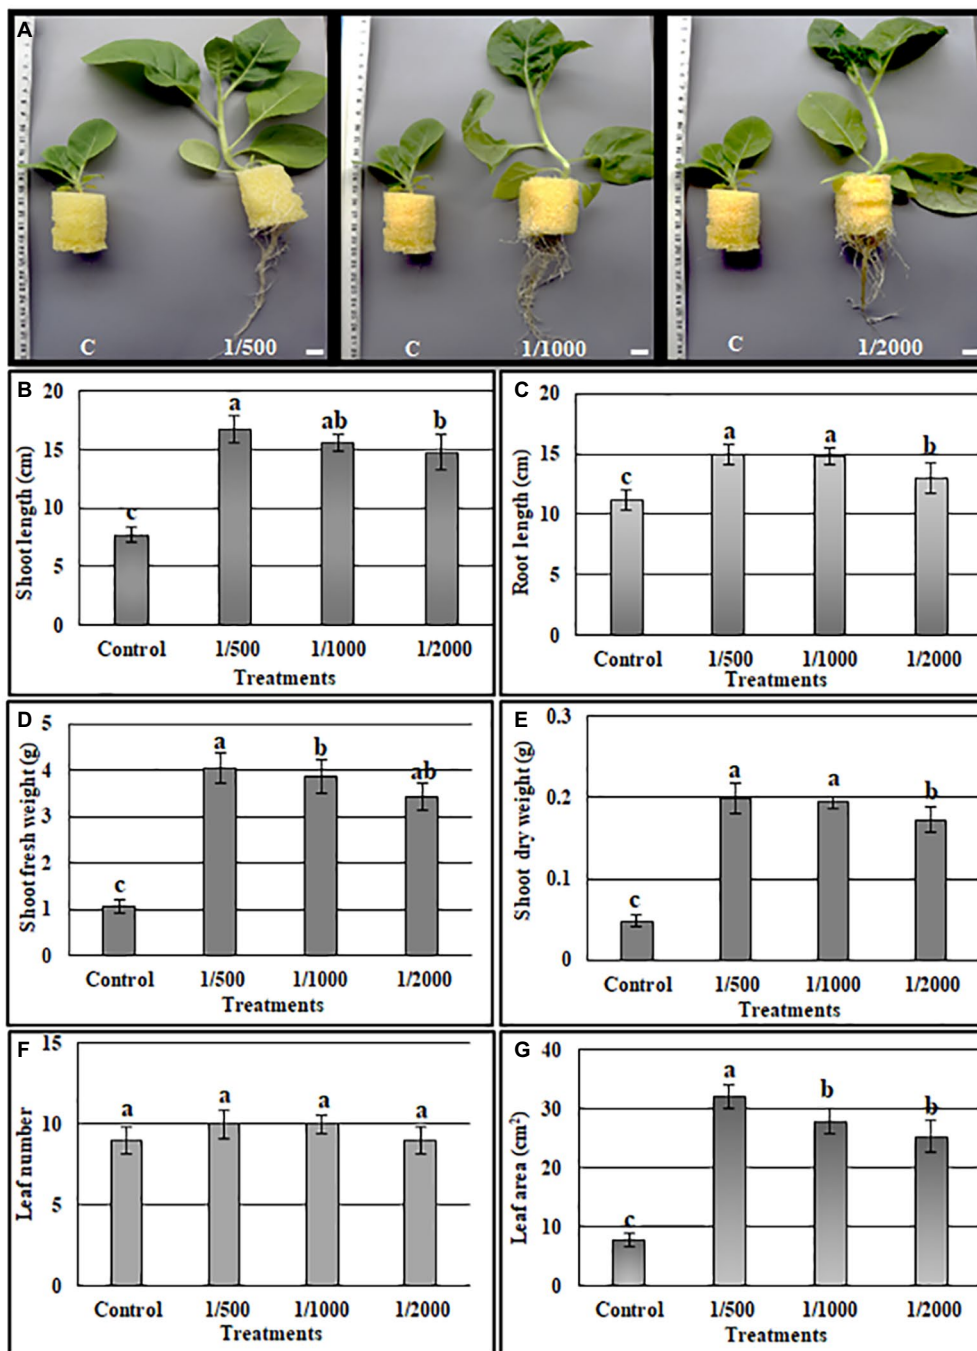 A
C 1/500
C 1/1000
C 1/2000
B
20
15
10
5
0
Shoot length (cm)
c a ab b
Control 1/500 1/1000 1/2000
Treatments
C
20
15
10
5
0
Root length (cm)
c a a b
Control 1/500 1/1000 1/2000
Treatments
D
5
4
3
2
1
0
Shoot fresh weight (g)
c a b ab
Control 1/500 1/1000 1/2000
Treatments
E
0.3
0.2
0.1
0
Shoot dry weight (g)
c a a b
Control 1/500 1/1000 1/2000
Treatments
F
15
10
5
0
Leaf number
a a a a
Control 1/500 1/1000 1/2000
Treatments
G
40
30
20
10
0
Leaf area (cm²)
c a b b
Control 1/500 1/1000 1/2000
Treatments